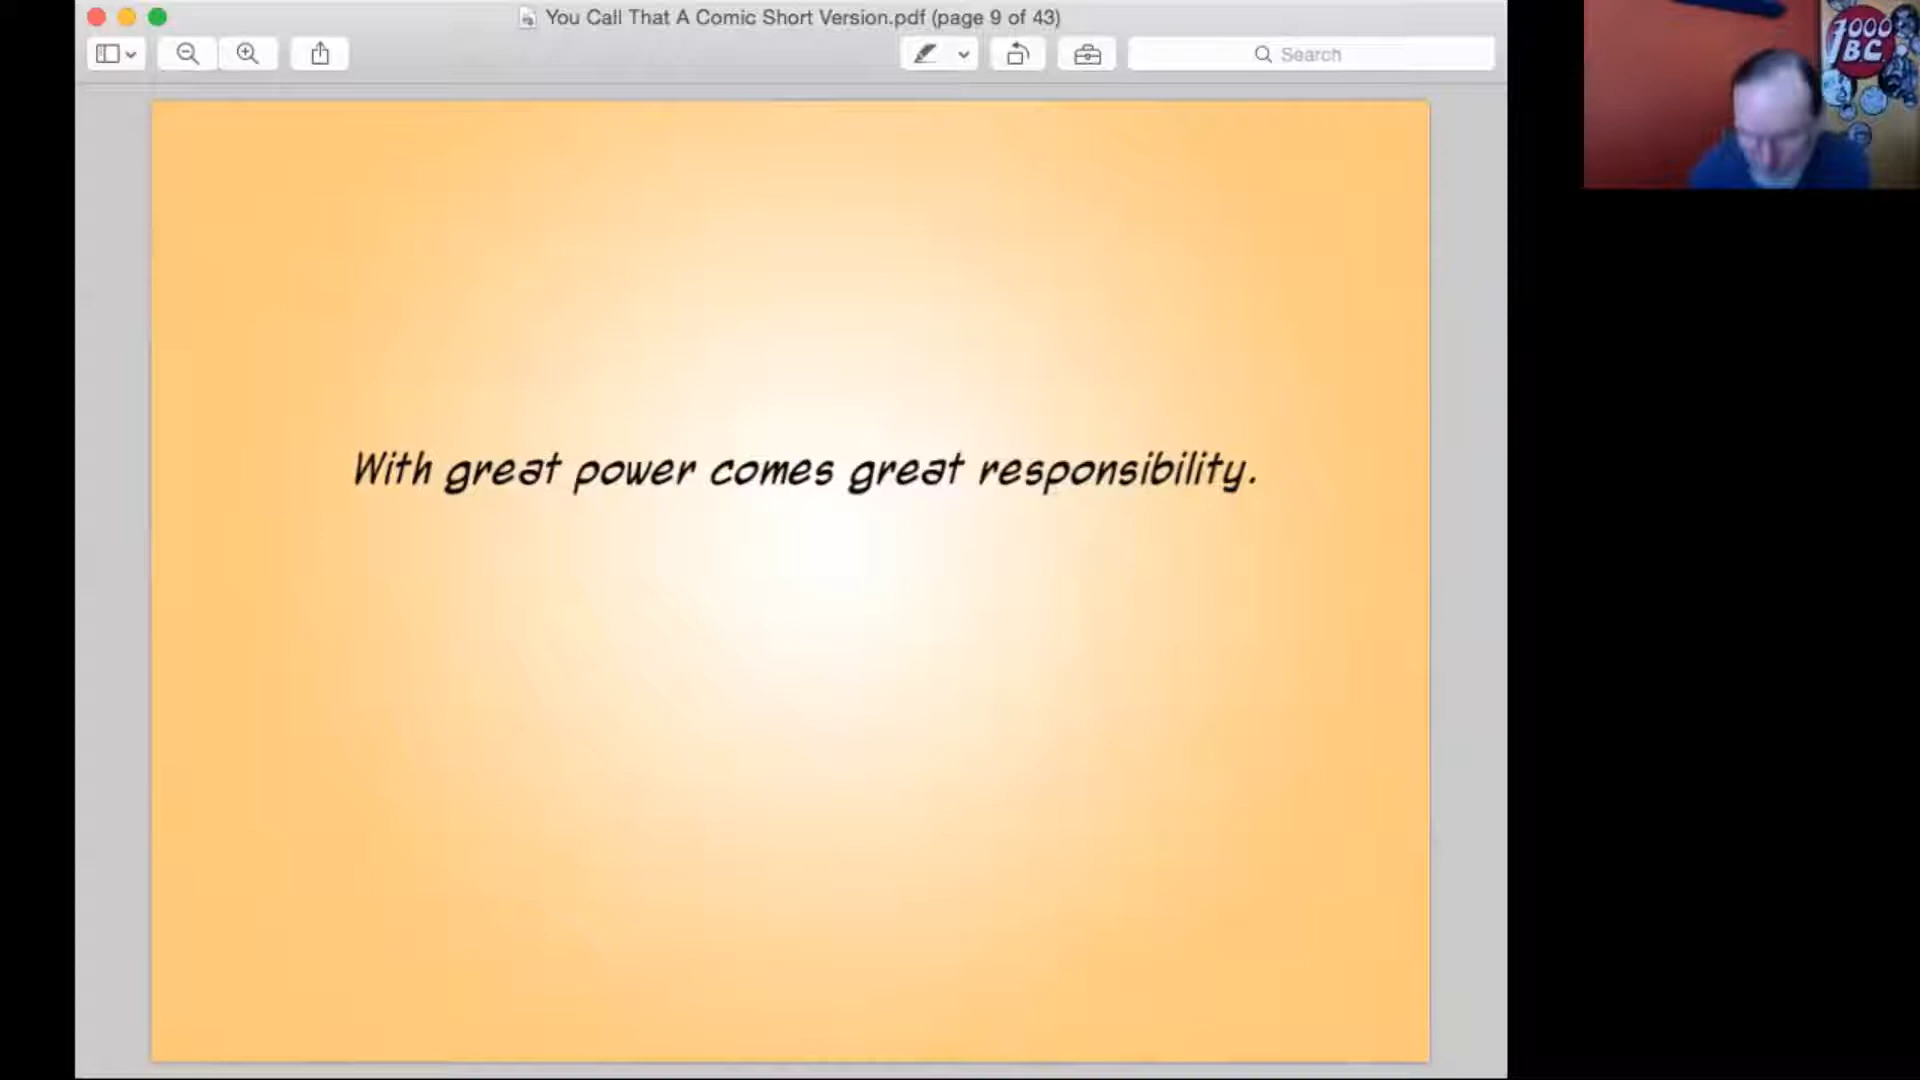 You Call That A Comic Short Version.pdf (page 9 of 43)
Search
With great power comes great responsibility.
1000
B.C.